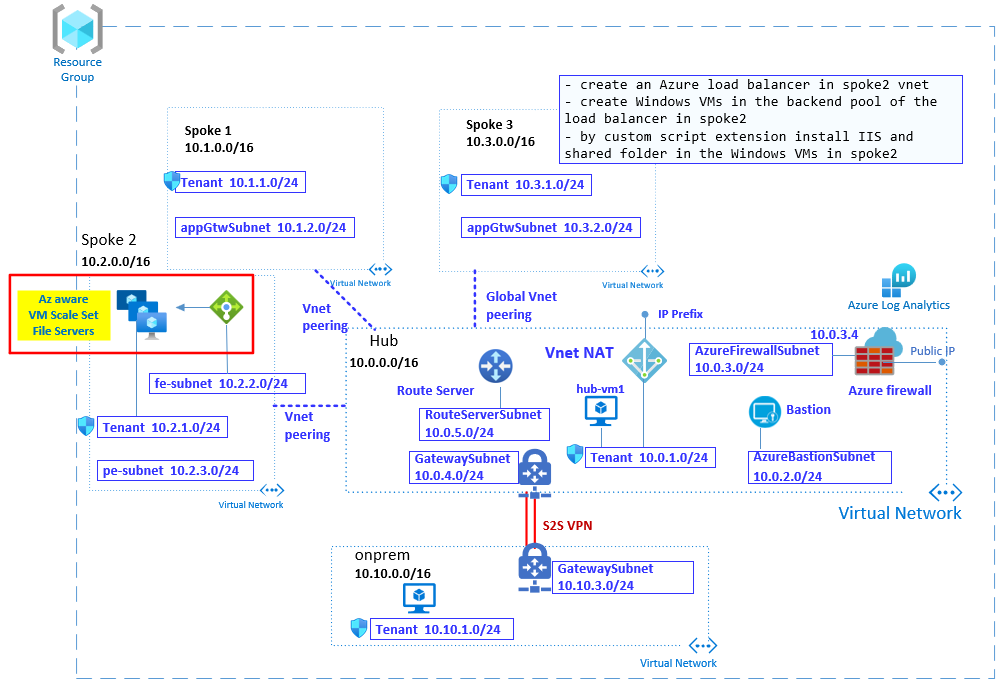 Resource
Group
- create an Azure load balancer in spoke2 vnet
- create Windows VMs in the backend pool of the
load balancer in spoke2
- by custom script extension install IIS and
shared folder in the Windows VMs in spoke2
Spoke 1
10.1.0.0/16
Tenant 10.1.1.0/24
appGtwSubnet 10.1.2.0/24
Virtual Network
Spoke 3
10.3.0.0/16
Tenant 10.3.1.0/24
appGtwSubnet 10.3.2.0/24
Virtual Network
Spoke 2
10.2.0.0/16
Az aware
VM Scale Set
File Servers
fe-subnet 10.2.2.0/24
Tenant 10.2.1.0/24
pe-subnet 10.2.3.0/24
Virtual Network
Vnet
peering
Global Vnet
peering
Vnet
peering
Azure Log Analytics
Hub
10.0.0.0/16
Route Server
RouteServerSubnet
10.0.5.0/24
GatewaySubnet
10.0.4.0/24
Vnet NAT
IP Prefix
hub-vm1
Tenant 10.0.1.0/24
AzureFirewallSubnet
10.0.3.0/24
10.0.3.4
Public IP
Azure firewall
Bastion
AzureBastionSubnet
10.0.2.0/24
Virtual Network
S2S VPN
onprem
10.10.0.0/16
GatewaySubnet
10.10.3.0/24
Tenant 10.10.1.0/24
Virtual Network